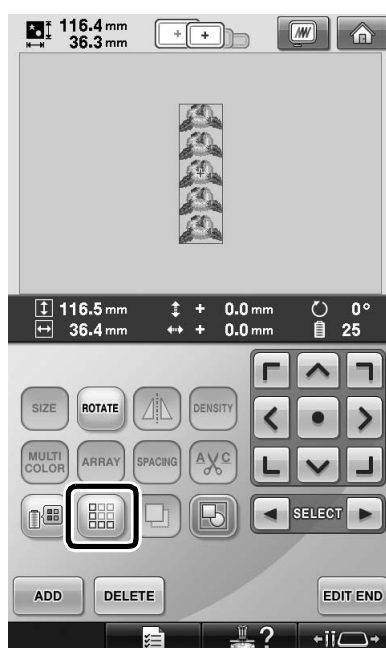 116.4 mm
36.3 mm
116.5 mm + 0.0 mm 0°
36.4 mm + 0.0 mm 25
SIZE ROTATE DENSITY
MULTI COLOR ARRAY SPACING AVC
SELECT
ADD DELETE EDIT END
?